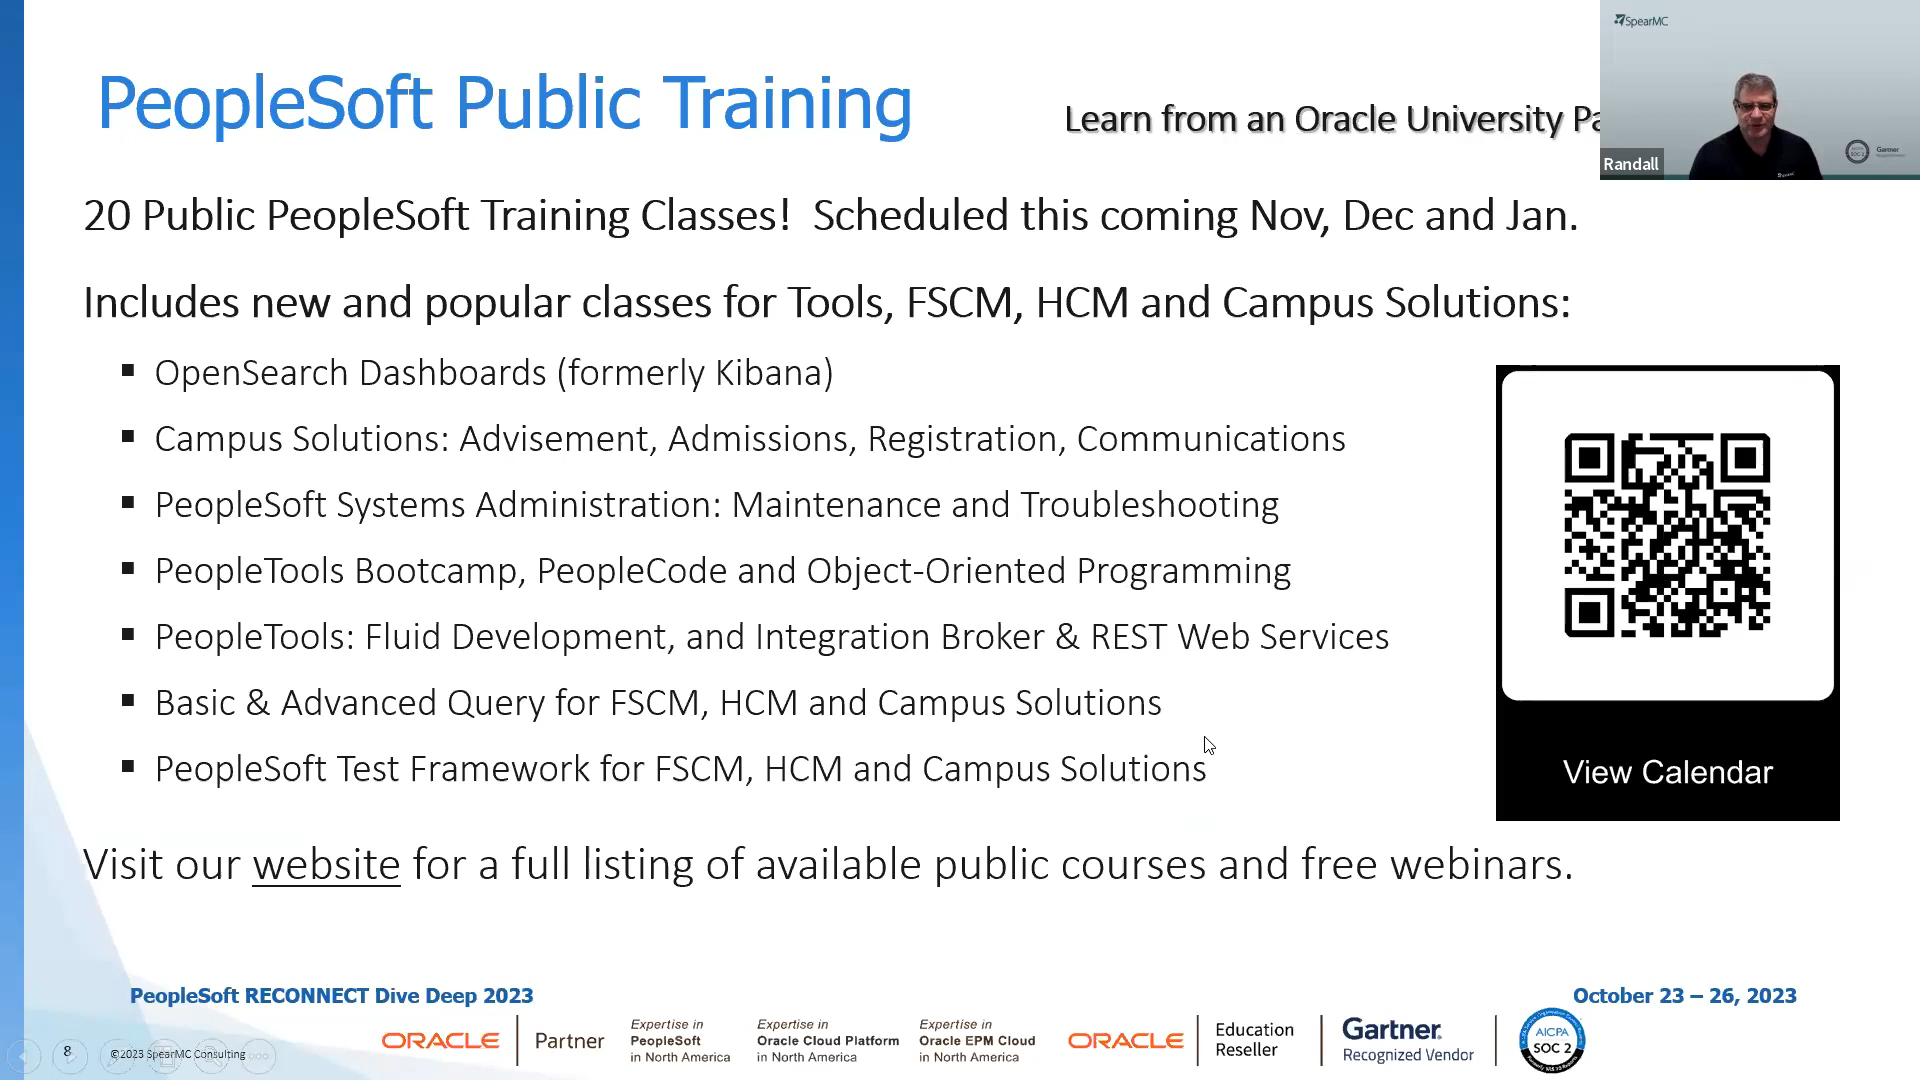 SpearMC
PeopleSoft Public Training
Learn from an Oracle University
Randall
Gartner
20 Public PeopleSoft Training Classes!  Scheduled this coming Nov, Dec and Jan.
Includes new and popular classes for Tools, FSCM, HCM and Campus Solutions:
▪ OpenSearch Dashboards (formerly Kibana)
▪ Campus Solutions: Advisement, Admissions, Registration, Communications
▪ PeopleSoft Systems Administration: Maintenance and Troubleshooting
▪ PeopleTools Bootcamp, PeopleCode and Object-Oriented Programming
▪ PeopleTools: Fluid Development, and Integration Broker & REST Web Services
▪ Basic & Advanced Query for FSCM, HCM and Campus Solutions
▪ PeopleSoft Test Framework for FSCM, HCM and Campus Solutions
View Calendar
Visit our website for a full listing of available public courses and free webinars.
PeopleSoft RECONNECT Dive Deep 2023
October 23 – 26, 2023
8
©2023 SpearMC Consulting
ORACLE
Partner
Expertise in
PeopleSoft
in North America
Expertise in
Oracle Cloud Platform
in North America
Expertise in
Oracle EPM Cloud
in North America
ORACLE
Education
Reseller
Gartner
Recognized Vendor
AICPA
SOC 2